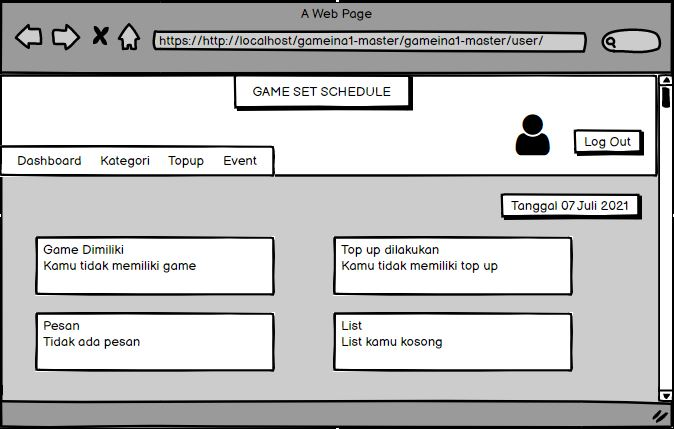 A Web Page
https://http://localhost/gameina1-master/gameina1-master/user/
GAME SET SCHEDULE
Log Out
Dashboard Kategori Topup Event
Tanggal 07 Juli 2021
Game Dimiliki
Kamu tidak memiliki game
Top up dilakukan
Kamu tidak memiliki top up
Pesan
Tidak ada pesan
List
List kamu kosong